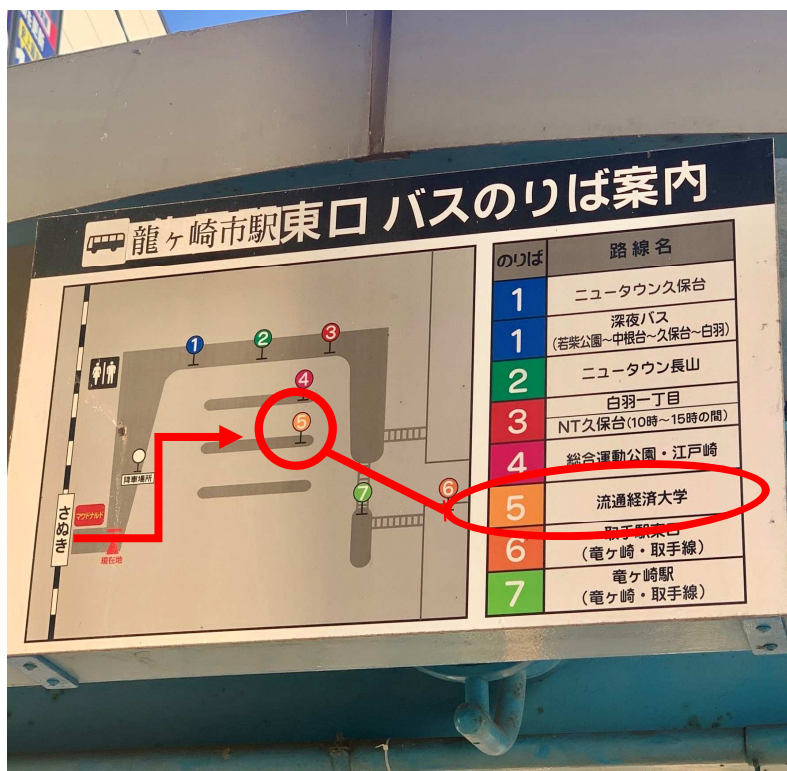 龍ヶ崎市駅東口 バスのりば案内
のりば 路線名
1 ニュータウン久保台
1 深夜バス
(若柴公園〜中根台〜久保台〜白羽)
2 ニュータウン長山
3 白羽一丁目
NT久保台(10時〜15時の間)
4 総合運動公園・江戸崎
5 流通経済大学
6 取手駅東口
(竜ヶ崎・取手線)
7 竜ヶ崎駅
(竜ヶ崎・取手線)
1
2
3
4
5
6
7
降車場所
さぬき
マクドナルド
現在地